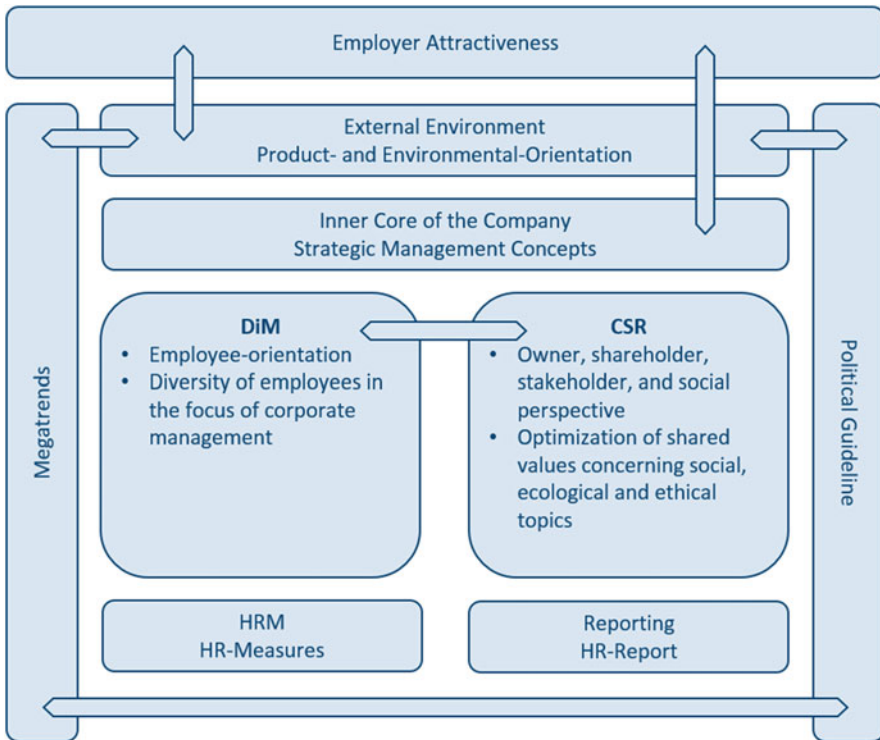 Employer Attractiveness
External Environment
Product- and Environmental-Orientation
Inner Core of the Company
Strategic Management Concepts
Megatrends
DiM
• Employee-orientation
• Diversity of employees in
the focus of corporate
management
CSR
• Owner, shareholder,
stakeholder, and social
perspective
• Optimization of shared
values concerning social,
ecological and ethical
topics
Political Guideline
HRM
HR-Measures
Reporting
HR-Report